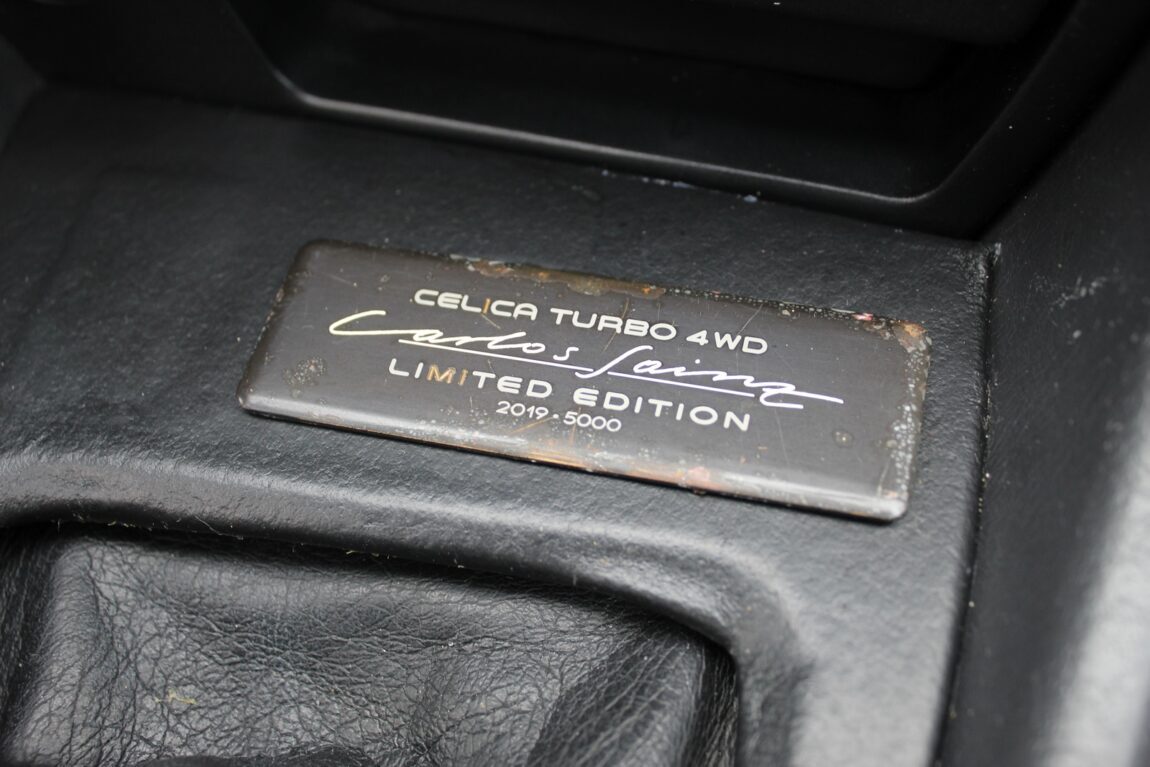 CELICA TURBO 4WD
Carlos Sainz
LIMITED EDITION
2019·5000